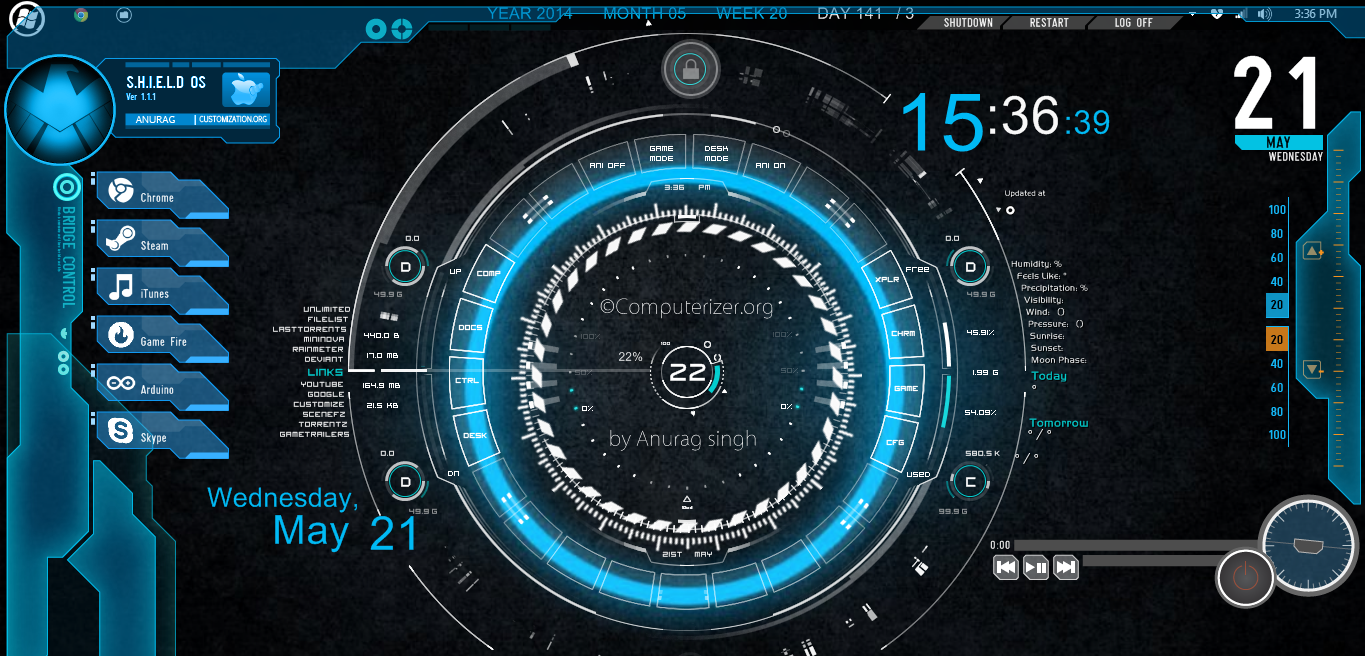 YEAR 2014 MONTH 05 WEEK 20 DAY 141 / 3
SHUTDOWN RESTART LOG OFF
3:36 PM
S.H.I.E.L.D OS
Ver 1.1.1
ANURAG | CUSTOMIZATION.ORG
BRIDGE CONTROL
Chrome
Steam
iTunes
Game Fire
Arduino
Skype
15:36:39
21
MAY
WEDNESDAY
ANI OFF
GAME MODE
DESK MODE
ANI ON
3:36 PM
UP
COMP
DOCS
CTRL
DESK
DN
XPLR
CHRM
GAME
CFG
Free
USED
0.0
D
49.9 G
0.0
D
49.9 G
0.0
D
49.9 G
C
99.9 G
UNLIMITED
FILELIST
LASTTORRENTS
MININOVA
RAINMETER
DEVIANT
LINKS
YOUTUBE
GOOGLE
CUSTOMIZE
SCENEFZ
TORRENTZ
GAMETRAILERS
440.0 B
17.0 MB
164.9 MB
21.5 KB
©Computerizer.org
100%
50%
0%
22%
100
22
0
100%
50%
0%
by Anurag singh
21ST MAY
45.91%
1.99 G
54.09%
580.5 K
Updated at
Humidity: %
Feels Like: °
Precipitation: %
Visibility:
Wind: ()
Pressure: ()
Sunrise:
Sunset:
Moon Phase:
Today
°
Tomorrow
° / °
° / °
100
80
60
40
20
20
40
60
80
100
Wednesday,
May 21
0:00